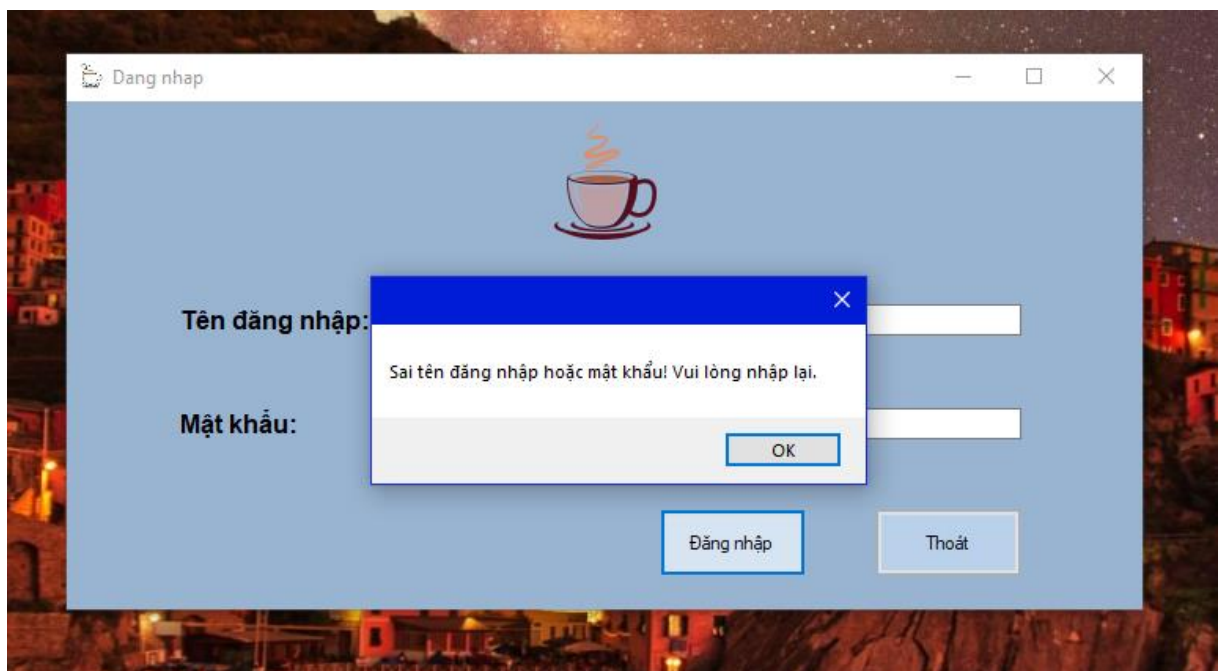 Dang nhap
Tên đăng nhập:
Sai tên đăng nhập hoặc mật khẩu! Vui lòng nhập lại.
Mật khẩu:
OK
Đăng nhập
Thoát